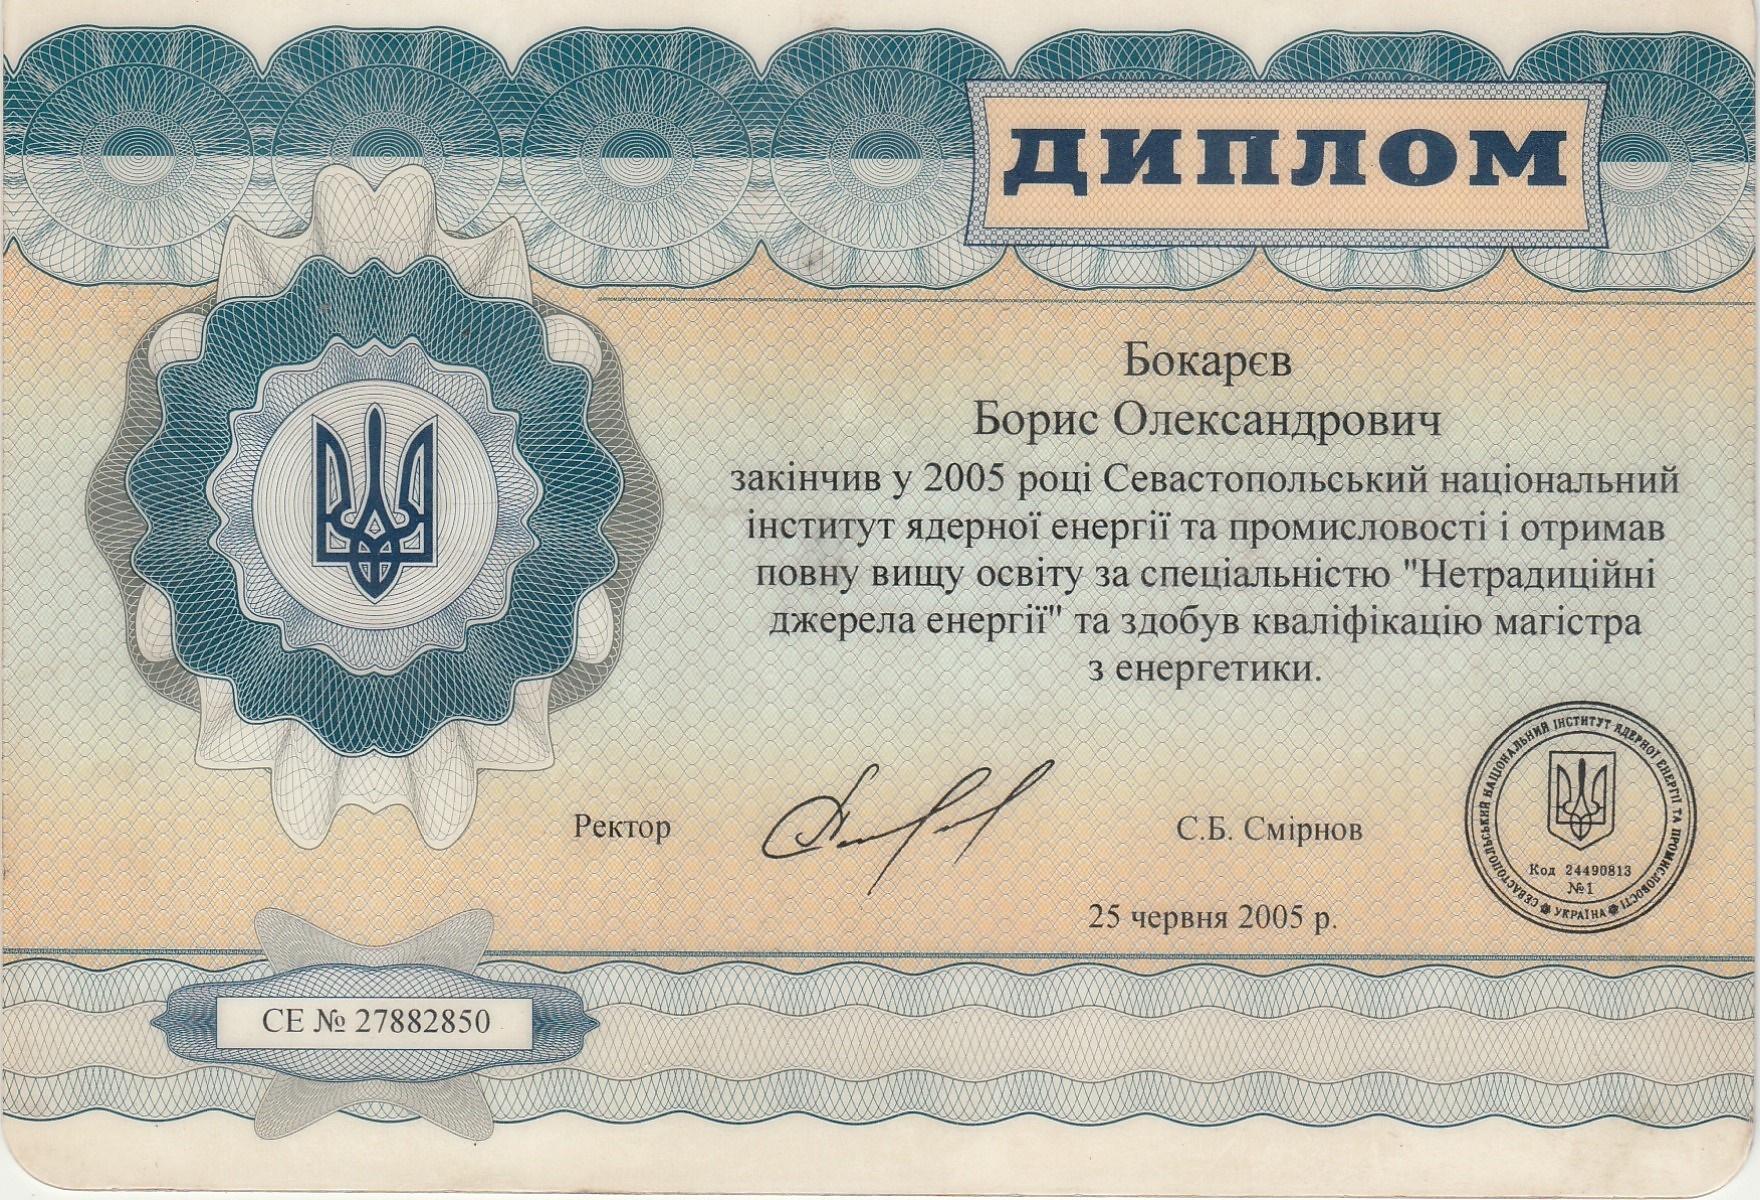 ДИПЛОМ
Бокарєв
Борис Олександрович
закінчив у 2005 році Севастопольський національний
інститут ядерної енергії та промисловості і отримав
повну вищу освіту за спеціальністю "Нетрадиційні
джерела енергії" та здобув кваліфікацію магістра
з енергетики.
Ректор
С.Б. Смірнов
СЕВАСТОПОЛЬСЬКИЙ НАЦІОНАЛЬНИЙ ІНСТИТУТ ЯДЕРНОЇ ЕНЕРГІЇ ТА ПРОМИСЛОВОСТІ
Код 24490813
№1
УКРАЇНА
25 червня 2005 р.
СЕ № 27882850